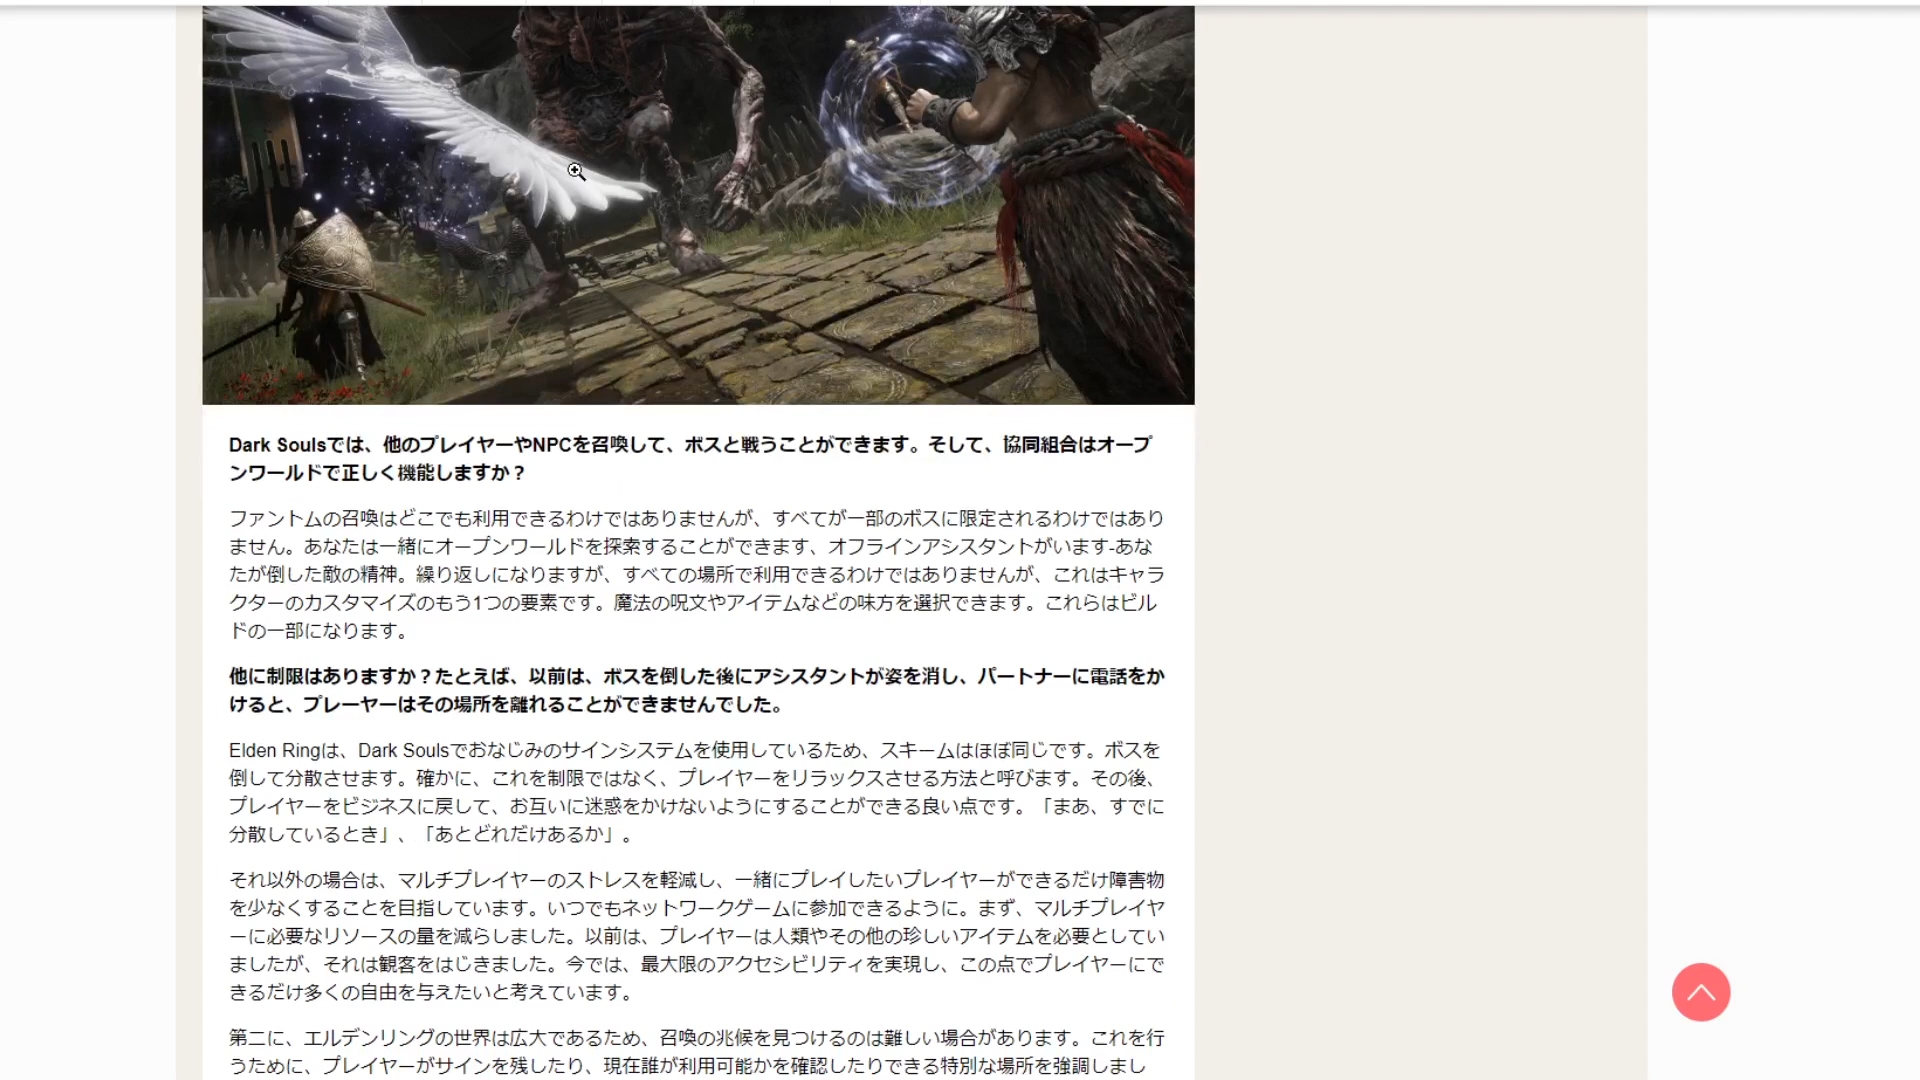 Dark Soulsでは、他のプレイヤーやNPCを召喚して、ボスと戦うことができます。そして、協同組合はオープ
ンワールドで正しく機能しますか？
ファントムの召喚はどこでも利用できるわけではありませんが、すべてが一部のボスに限定されるわけではあり
ません。あなたは一緒にオープンワールドを探索することができます、オフラインアシスタントがいます-あな
たが倒した敵の精神。繰り返しになりますが、すべての場所で利用できるわけではありませんが、これはキャラ
クターのカスタマイズのもう1つの要素です。魔法の呪文やアイテムなどの味方を選択できます。これらはビル
ドの一部になります。
他に制限はありますか？たとえば、以前は、ボスを倒した後にアシスタントが姿を消し、パートナーに電話をか
けると、プレーヤーはその場所を離れることができませんでした。
Elden Ringは、Dark Soulsでおなじみのサインシステムを使用しているため、スキームはほぼ同じです。ボスを
倒して分散させます。確かに、これを制限ではなく、プレイヤーをリラックスさせる方法と呼びます。その後、
プレイヤーをビジネスに戻して、お互いに迷惑をかけないようにすることができる良い点です。「まあ、すでに
分散しているとき」、「あとどれだけあるか」。
それ以外の場合は、マルチプレイヤーのストレスを軽減し、一緒にプレイしたいプレイヤーができるだけ障害物
を少なくすることを目指しています。いつでもネットワークゲームに参加できるように。まず、マルチプレイヤ
ーに必要なリソースの量を減らしました。以前は、プレイヤーは人類やその他の珍しいアイテムを必要としてい
ましたが、それは観客をはじきました。今では、最大限のアクセシビリティを実現し、この点でプレイヤーにで
きるだけ多くの自由を与えたいと考えています。
第二に、エルデンリングの世界は広大であるため、召喚の兆候を見つけるのは難しい場合があります。これを行
うために、プレイヤーがサインを残したり、現在誰が利用可能かを確認したりできる特別な場所を強調しまし